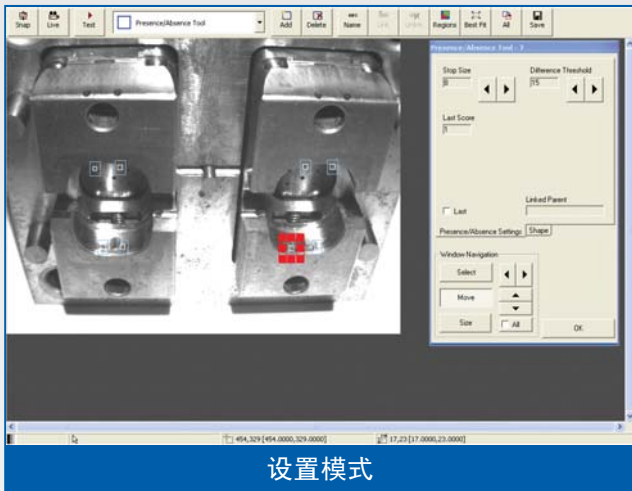 Snap
Live
Test
Presence/Absence Tool
Add
Delete
Name
Link
Unlink
Regions
Best Fit
All
Save
Presence/Absence Tool - 7
Stop Size
8
Difference Threshold
15
Last Score
1
Last
Linked Parent
Presence/Absence Settings
Shape
Window Navigation
Select
Move
Size
All
OK
454,329 [454.0000,329.0000]
17,23 [17.0000,23.0000]
设置模式